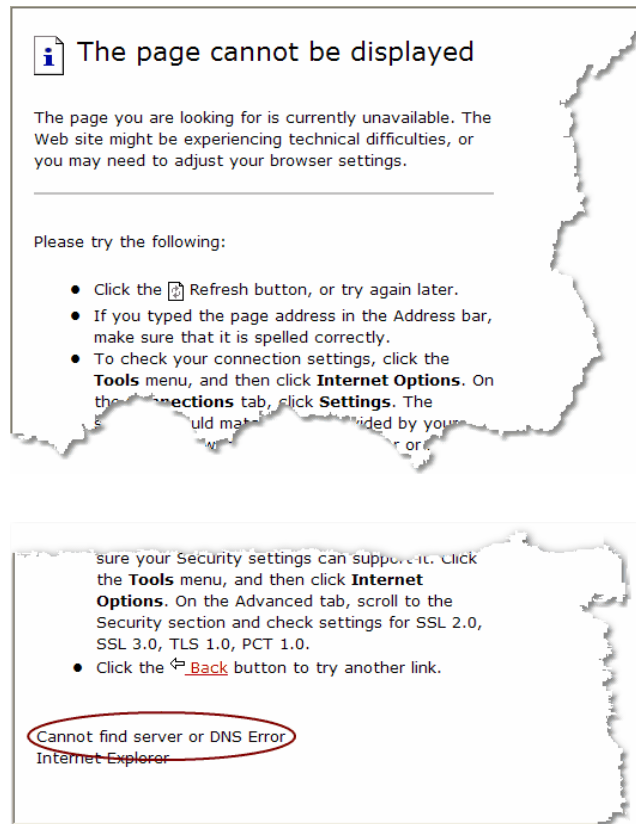 The page cannot be displayed
The page you are looking for is currently unavailable. The
Web site might be experiencing technical difficulties, or
you may need to adjust your browser settings.
Please try the following:
● Click the Refresh button, or try again later.
● If you typed the page address in the Address bar,
make sure that it is spelled correctly.
● To check your connection settings, click the
Tools menu, and then click Internet Options. On
the nections tab, click Settings. The
sure your Security settings can support it. Click
the Tools menu, and then click Internet
Options. On the Advanced tab, scroll to the
Security section and check settings for SSL 2.0,
SSL 3.0, TLS 1.0, PCT 1.0.
● Click the Back button to try another link.
Cannot find server or DNS Error
Internet Explorer